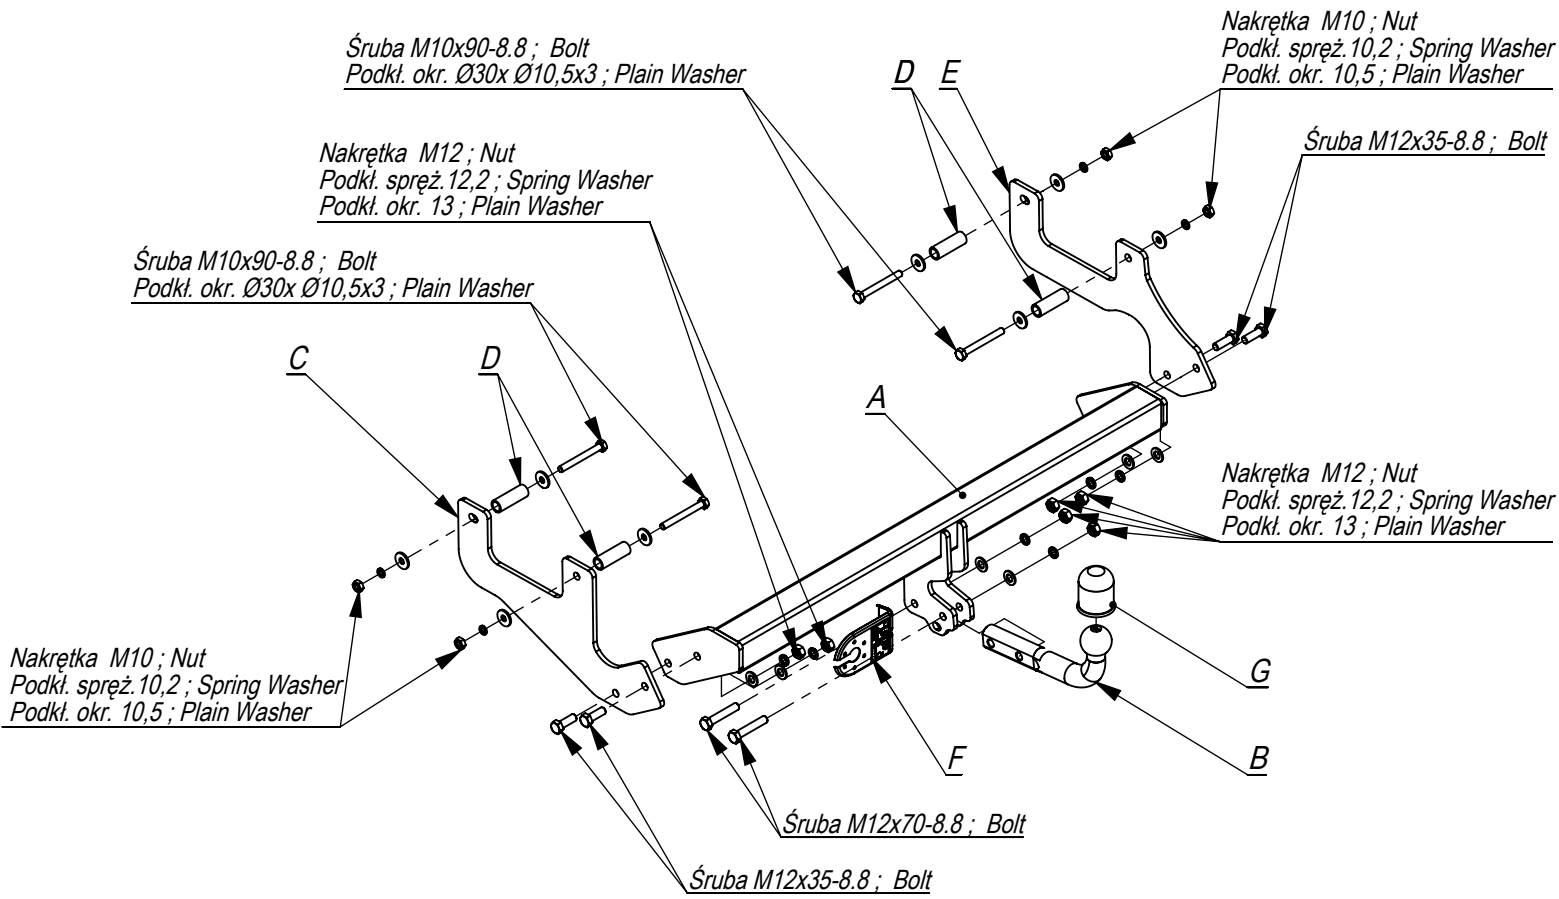 Śruba M10x90-8.8 ; Bolt
Podkł. okr. Ø30x Ø10,5x3 ; Plain Washer
D
E
Nakrętka M10 ; Nut
Podkł. spręż.10,2 ; Spring Washer
Podkł. okr. 10,5 ; Plain Washer
Śruba M12x35-8.8 ; Bolt
Nakrętka M12 ; Nut
Podkł. spręż.12,2 ; Spring Washer
Podkł. okr. 13 ; Plain Washer
Śruba M10x90-8.8 ; Bolt
Podkł. okr. Ø30x Ø10,5x3 ; Plain Washer
C
D
A
Nakrętka M12 ; Nut
Podkł. spręż.12,2 ; Spring Washer
Podkł. okr. 13 ; Plain Washer
Nakrętka M10 ; Nut
Podkł. spręż.10,2 ; Spring Washer
Podkł. okr. 10,5 ; Plain Washer
G
F
B
Śruba M12x70-8.8 ; Bolt
Śruba M12x35-8.8 ; Bolt